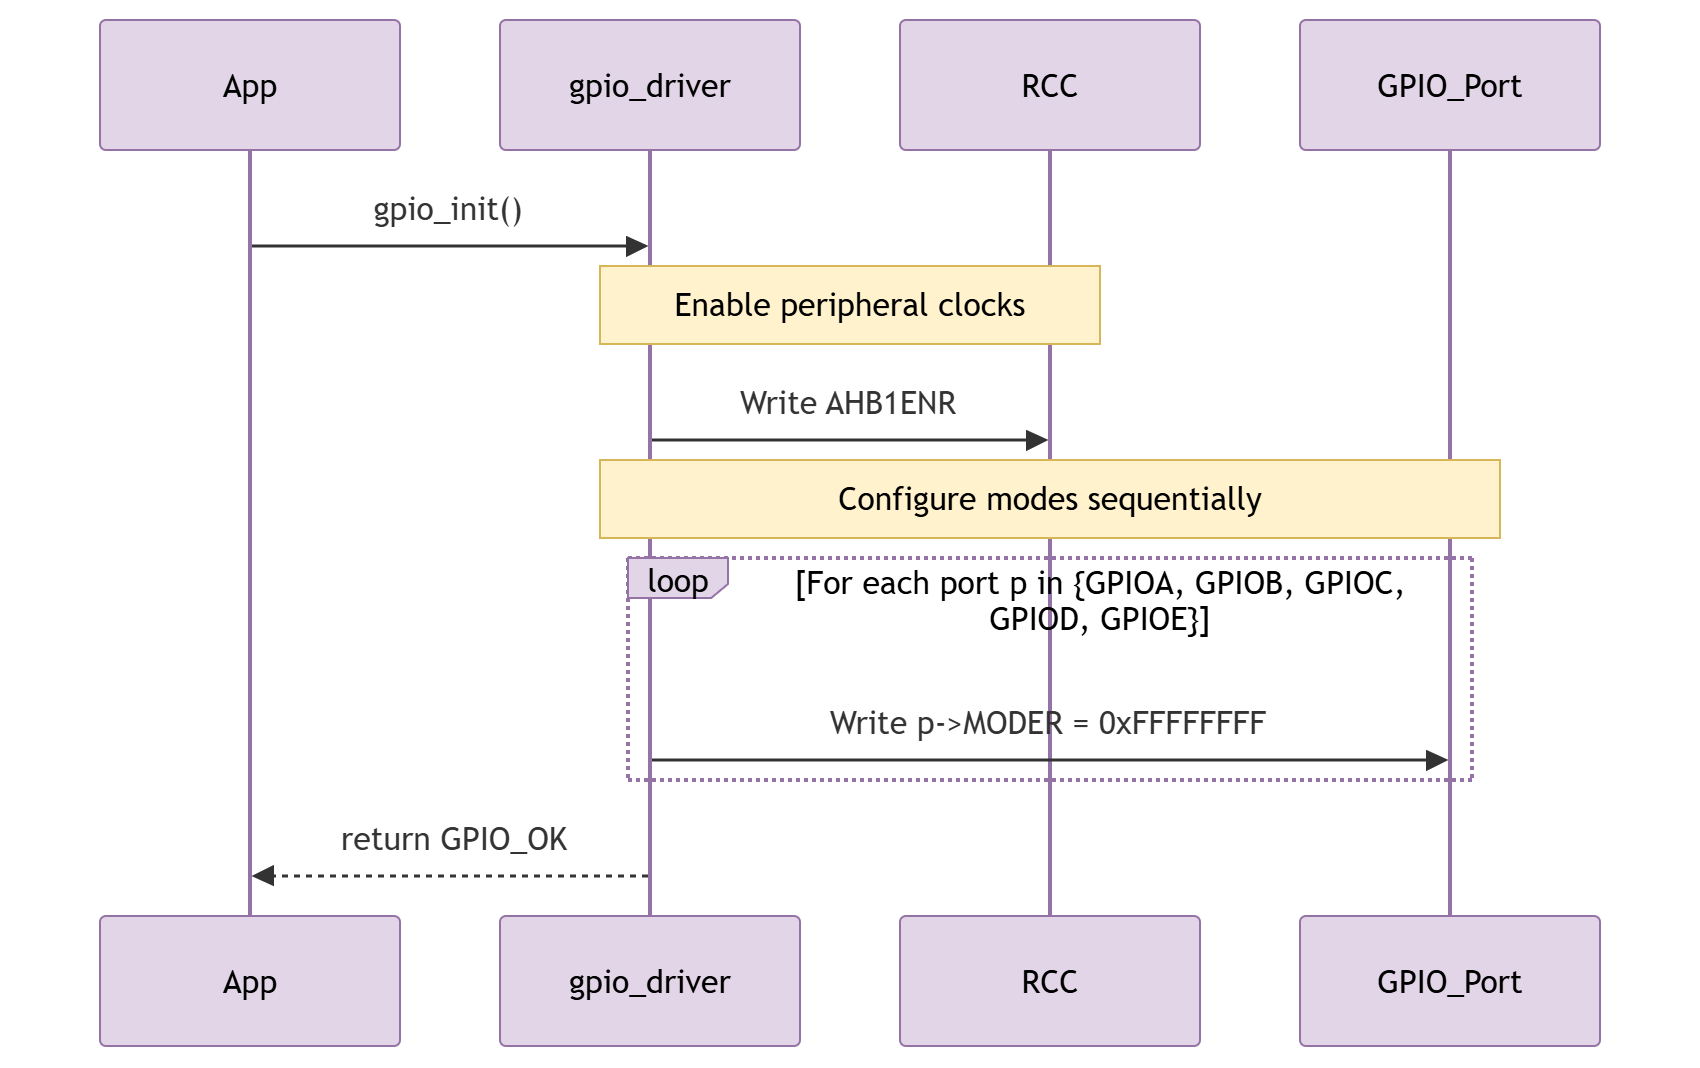 App
gpio_driver
RCC
GPIO_Port
gpio_init()
Enable peripheral clocks
Write AHB1ENR
Configure modes sequentially
loop
[For each port p in {GPIOA, GPIOB, GPIOC,
GPIOD, GPIOE}]
Write p->MODER = 0xFFFFFFFF
return GPIO_OK
App
gpio_driver
RCC
GPIO_Port